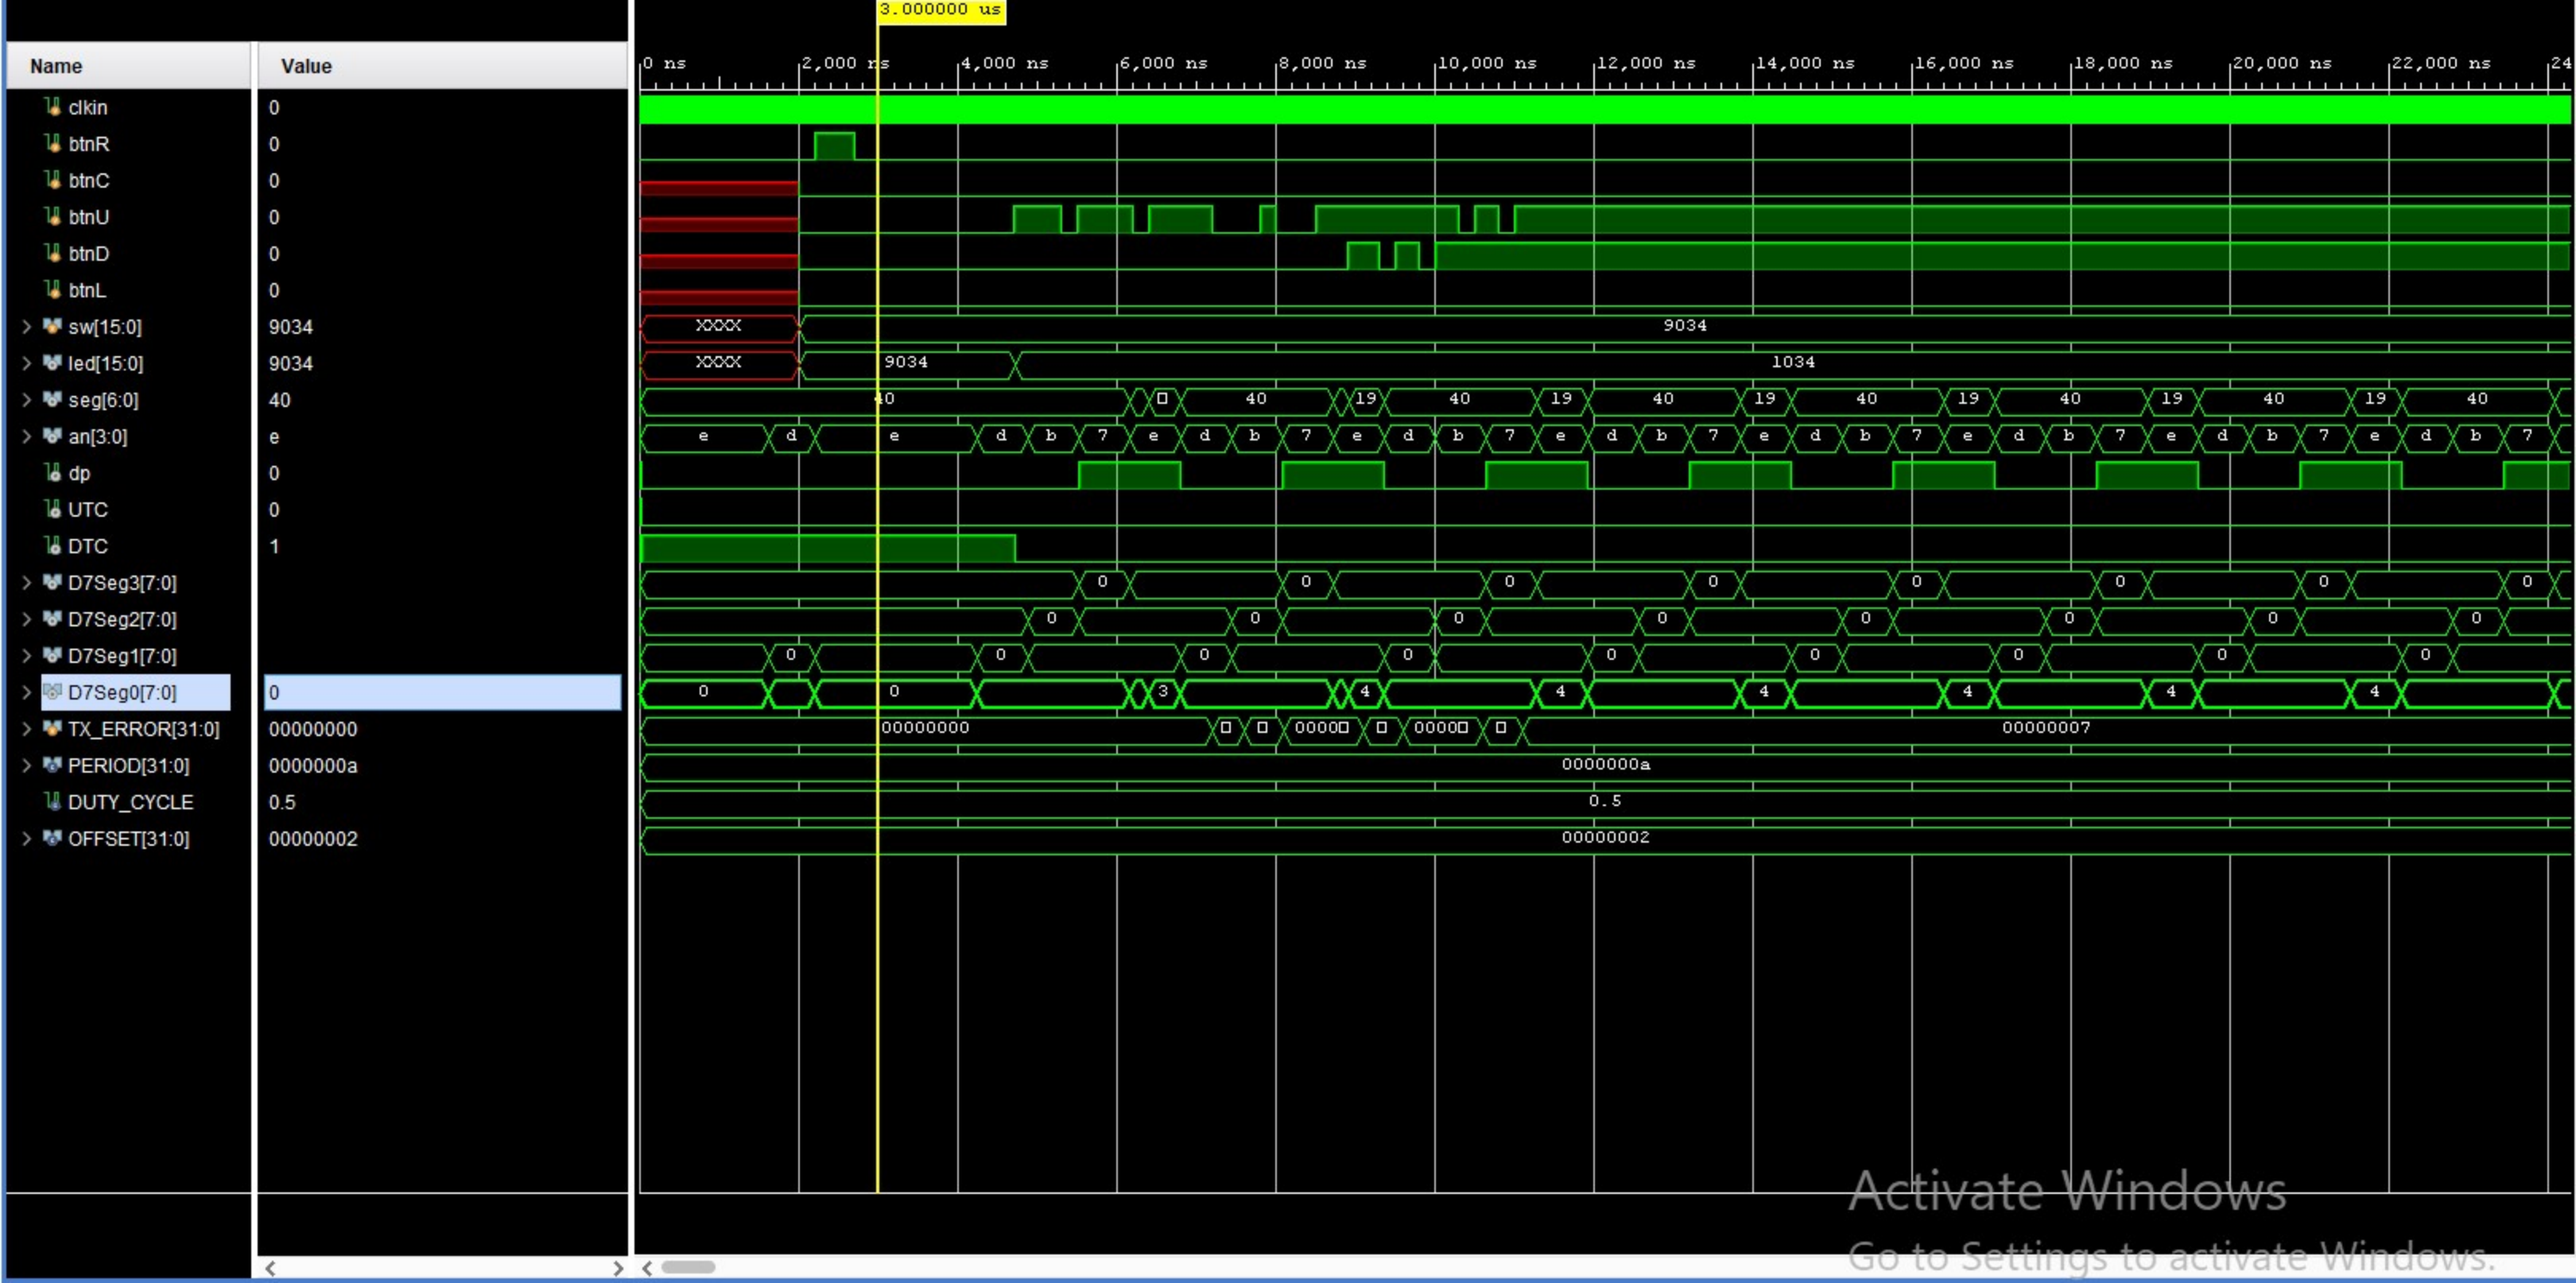 3.000000 us
Name Value 0 ns 2,000 ns 4,000 ns 6,000 ns 8,000 ns 10,000 ns 12,000 ns 14,000 ns 16,000 ns 18,000 ns 20,000 ns 22,000 ns 24
clkin 0
btnR 0
btnC 0
btnU 0
btnD 0
btnL 0
sw[15:0] 9034 XXXX 9034
led[15:0] 9034 XXXX 9034 1034
seg[6:0] 40 40 40 19 40 19 40 19 40 19 40 19 40 19 40
an[3:0] e e d e d b 7 e d b 7 e d b 7 e d b 7 e d b 7 e d b 7 e d b 7 e d b 7
dp 0
UTC 0
DTC 1
D7Seg3[7:0] 0 0 0 0 0 0 0 0
D7Seg2[7:0] 0 0 0 0 0 0 0 0
D7Seg1[7:0] 0 0 0 0 0 0 0 0 0
D7Seg0[7:0] 0 0 0 3 4 4 4 4 4 4
TX_ERROR[31:0] 00000000 00000000 0000 0000 00000007
PERIOD[31:0] 0000000a 0000000a
DUTY_CYCLE 0.5 0.5
OFFSET[31:0] 00000002 00000002
Activate Windows
Go to Settings to activate Windows.